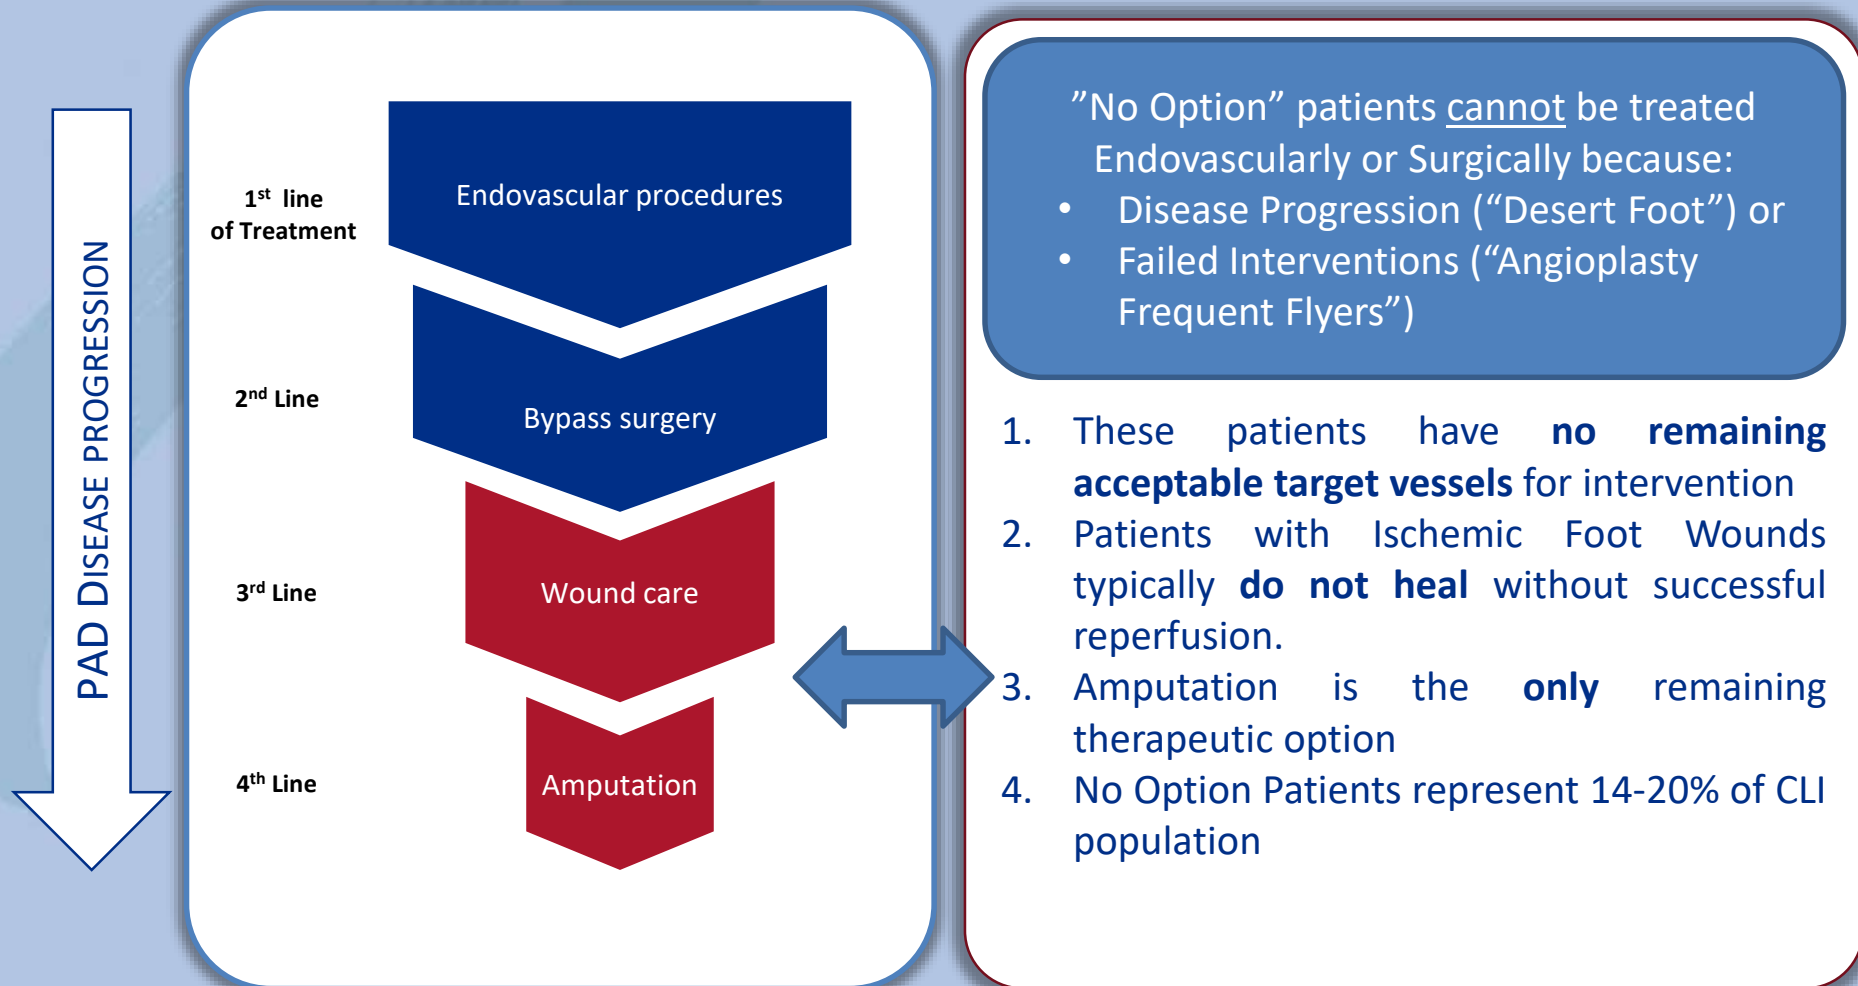 PAD DISEASE PROGRESSION
1st line
of Treatment
Endovascular procedures
2nd Line
Bypass surgery
3rd Line
Wound care
4th Line
Amputation
”No Option” patients cannot be treated
Endovascularly or Surgically because:
• Disease Progression (“Desert Foot”) or
• Failed Interventions (“Angioplasty
Frequent Flyers”)
1. These patients have no remaining
acceptable target vessels for intervention
2. Patients with Ischemic Foot Wounds
typically do not heal without successful
reperfusion.
3. Amputation is the only remaining
therapeutic option
4. No Option Patients represent 14-20% of CLI
population